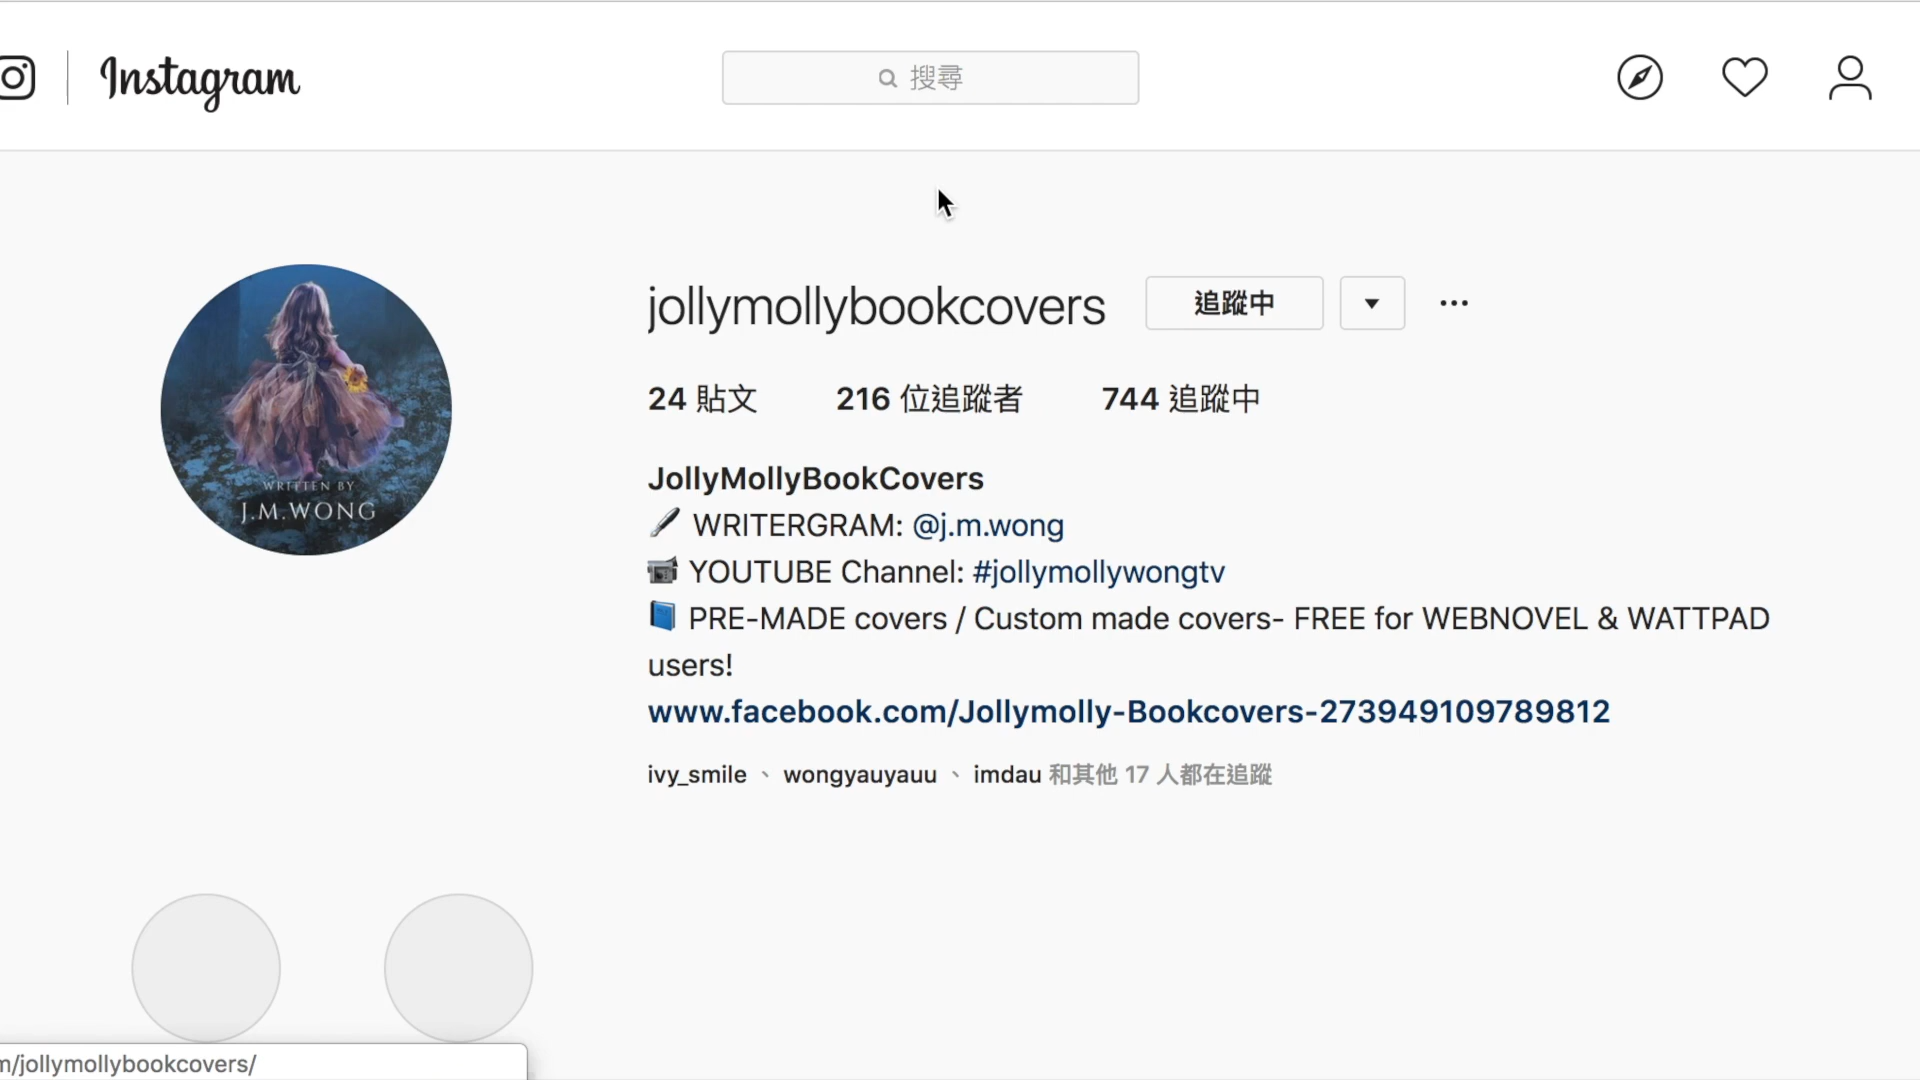 Instagram
搜尋
jollymollybookcovers 追蹤中
24 貼文 216 位追蹤者 744 追蹤中
WRITTEN BY
J.M.WONG
JollyMollyBookCovers
WRITERGRAM: @j.m.wong
YOUTUBE Channel: #jollymollywongtv
PRE-MADE covers / Custom made covers- FREE for WEBNOVEL & WATTPAD
users!
www.facebook.com/Jollymolly-Bookcovers-273949109789812
ivy_smile、wongyauyauu、imdau 和其他 17 人都在追蹤
m/jollymollybookcovers/